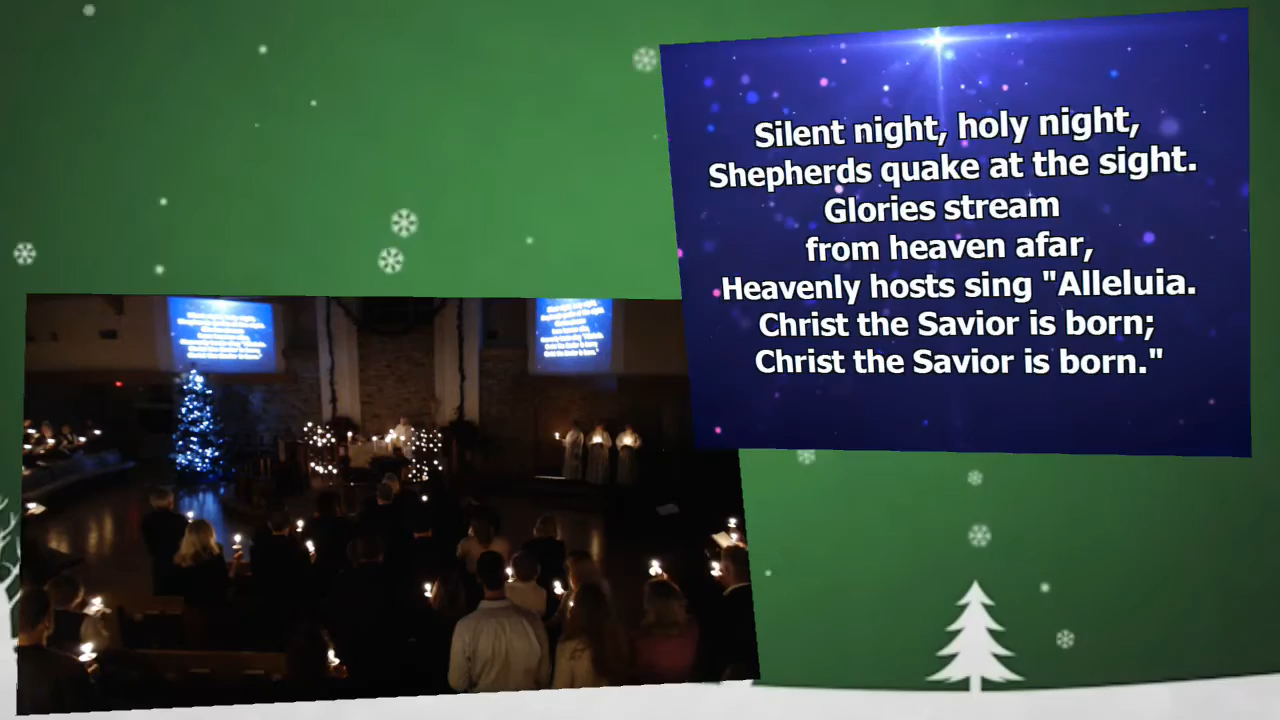 Silent night, holy night,
Shepherds quake at the sight.
Glories stream
from heaven afar,
Heavenly hosts sing "Alleluia.
Christ the Savior is born;
Christ the Savior is born."